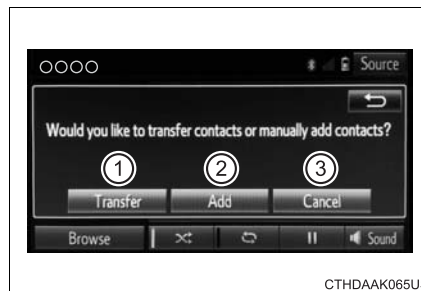 OOOO Source
Would you like to transfer contacts or manually add contacts?
1 2 3
Transfer Add Cancel
Browse Sound
CTHDAAK065U